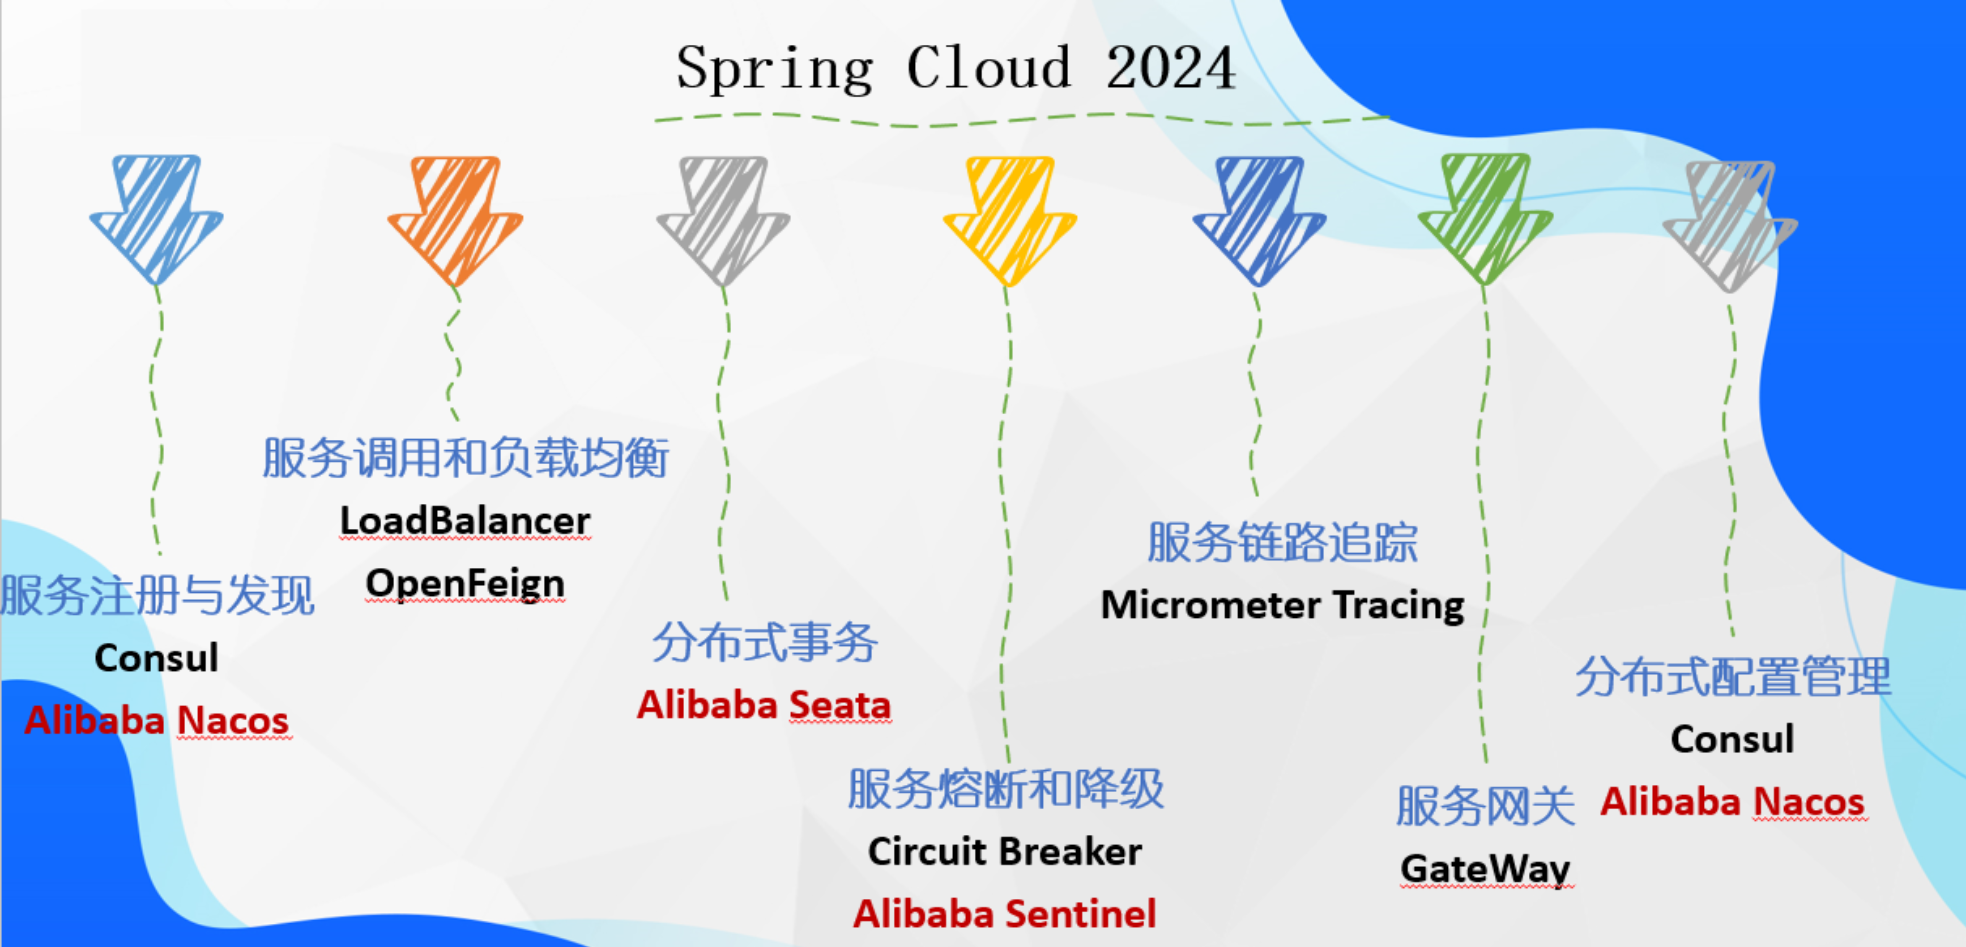 Spring Cloud 2024
服务注册与发现
Consul
Alibaba Nacos
服务调用和负载均衡
LoadBalancer
OpenFeign
分布式事务
Alibaba Seata
服务熔断和降级
Circuit Breaker
Alibaba Sentinel
服务链路追踪
Micrometer Tracing
服务网关
GateWay
分布式配置管理
Consul
Alibaba Nacos